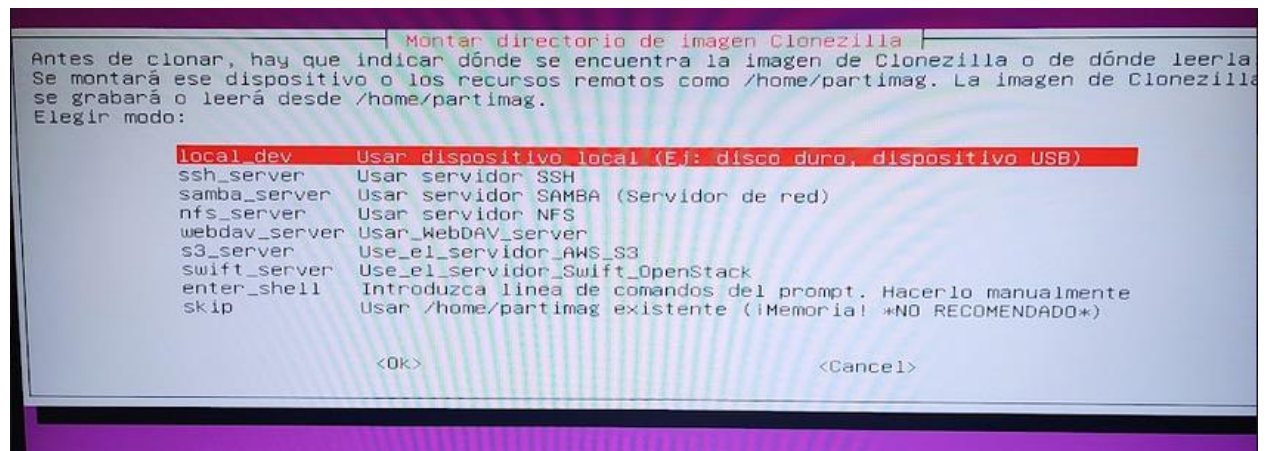 Montar directorio de imagen Clonezilla
Antes de clonar, hay que indicar dónde se encuentra la imagen de Clonezilla o de dónde leerla
Se montará ese dispositivo o los recursos remotos como /home/partimag. La imagen de Clonezilla
se grabará o leerá desde /home/partimag.
Elegir modo:
local_dev Usar dispositivo local (Ej: disco duro, dispositivo USB)
ssh_server Usar servidor SSH
samba_server Usar servidor SAMBA (Servidor de red)
nfs_server Usar servidor NFS
webdav_server Usar_WebDAV_server
s3_server Use_el_servidor_AWS_S3
swift_server Use_el_servidor_Swift_OpenStack
enter_shell Introduzca linea de comandos del prompt. Hacerlo manualmente
skip Usar /home/partimag existente (¡Memoria! *NO RECOMENDADO*)
<Ok> <Cancel>